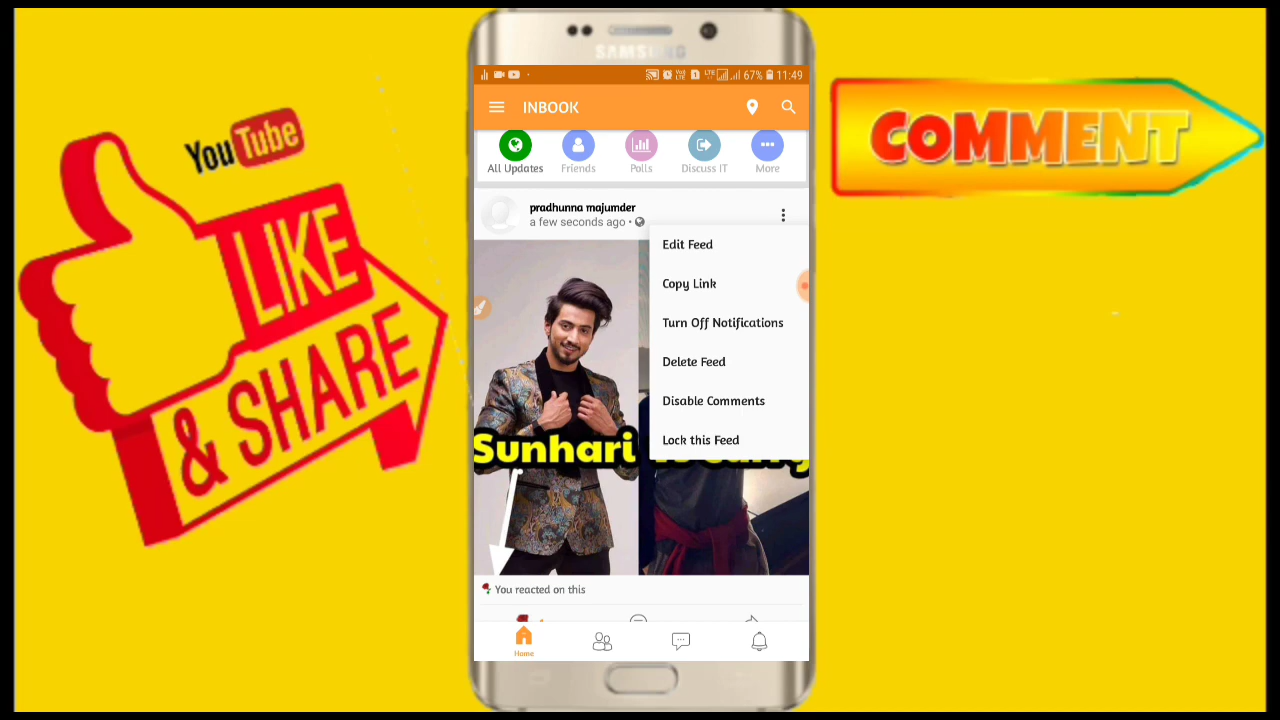 SAMSUNG
67% 11:49
INBOOK
All Updates
Friends
Polls
Discuss IT
More
pradhunna majumder
a few seconds ago •
Edit Feed
Copy Link
Turn Off Notifications
Delete Feed
Disable Comments
Lock this Feed
Sunhari
You reacted on this
Home
YouTube
LIKE
& SHARE
COMMENT